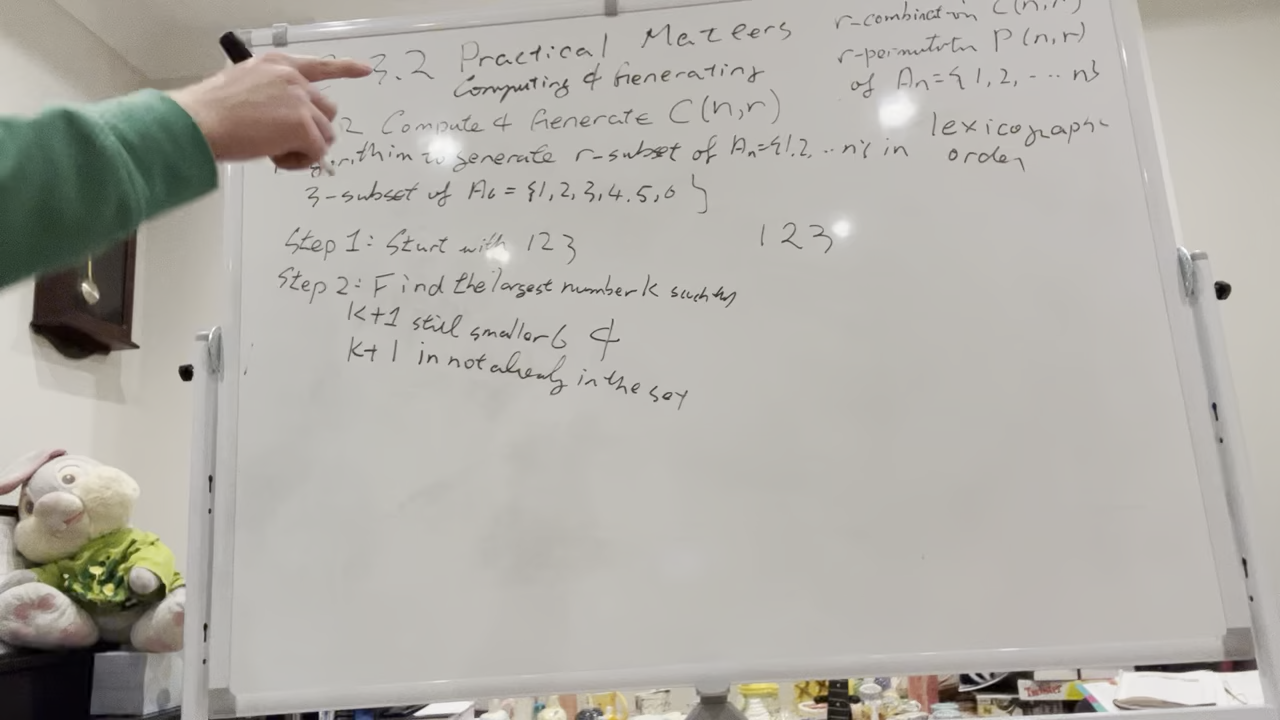 3.2 Practical Matters
Computing & Generating
r-combination C(n,r)
r-permutatn P(n,r)
of An={1,2,...n}
2 Compute & Generate C(n,r)
to generate r-subset of An={1,2,..n} in lexicographic
order
3-subset of A6 = {1,2,3,4.5,6}
Step 1: Start with 123
123
Step 2: Find the largest number k such
k+1 still smaller 6 &
k+1 in not already in the set